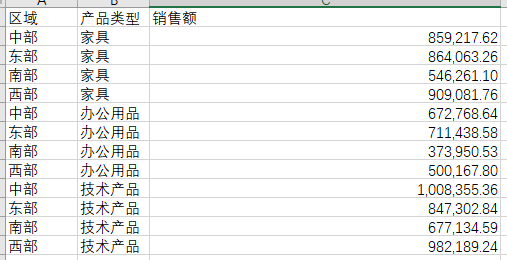 A B C
区域 产品类型 销售额
中部 家具 859,217.62
东部 家具 864,063.26
南部 家具 546,261.10
西部 家具 909,081.76
中部 办公用品 672,768.64
东部 办公用品 711,438.58
南部 办公用品 373,950.53
西部 办公用品 500,167.80
中部 技术产品 1,008,355.36
东部 技术产品 847,302.84
南部 技术产品 677,134.59
西部 技术产品 982,189.24